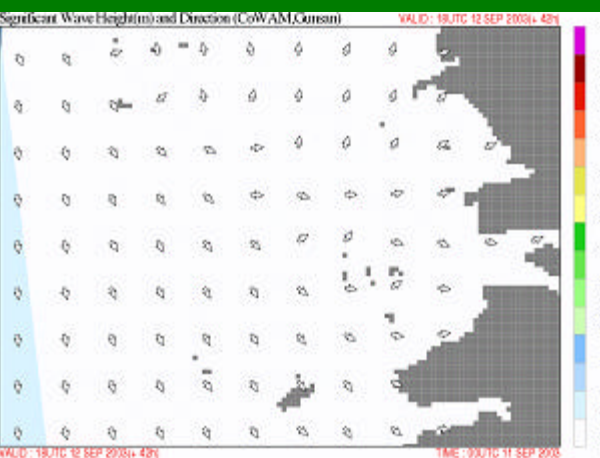 Significant Wave Height(m) and Direction (CoWAM,Gunsan) VALID : 18UTC 12 SEP 2003(+ 42h)
VALID : 18UTC 12 SEP 2003(+ 42h) TIME : 00UTC 11 SEP 2003